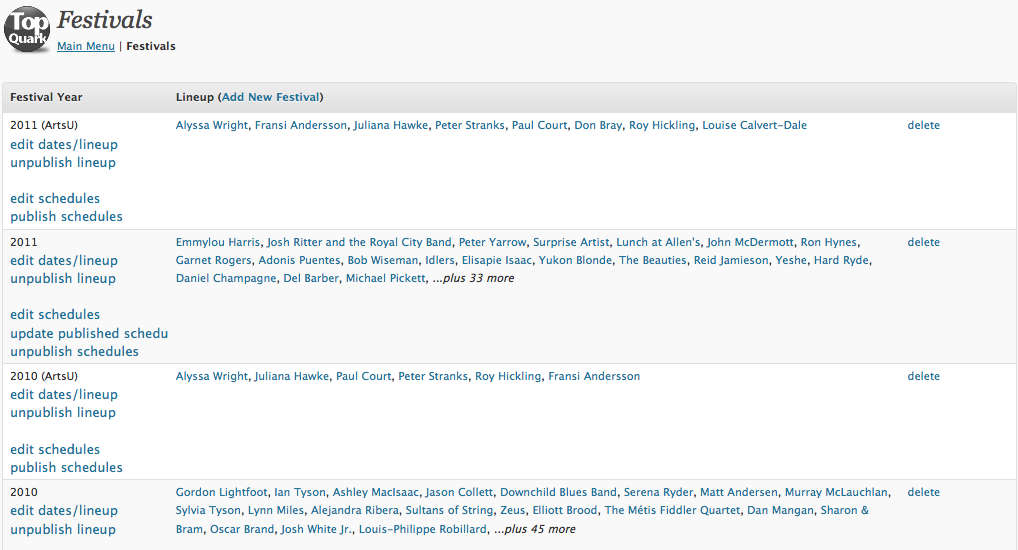 Top
Quark
Festivals
Main Menu | Festivals
Festival Year Lineup (Add New Festival)
2011 (ArtsU) Alyssa Wright, Fransi Andersson, Juliana Hawke, Peter Stranks, Paul Court, Don Bray, Roy Hickling, Louise Calvert-Dale delete
edit dates/lineup
unpublish lineup
edit schedules
publish schedules
2011 Emmylou Harris, Josh Ritter and the Royal City Band, Peter Yarrow, Surprise Artist, Lunch at Allen's, John McDermott, Ron Hynes, delete
edit dates/lineup Garnet Rogers, Adonis Puentes, Bob Wiseman, Idlers, Elisapie Isaac, Yukon Blonde, The Beauties, Reid Jamieson, Yeshe, Hard Ryde,
unpublish lineup Daniel Champagne, Del Barber, Michael Pickett, ...plus 33 more
edit schedules
update published schedu
unpublish schedules
2010 (ArtsU) Alyssa Wright, Juliana Hawke, Paul Court, Peter Stranks, Roy Hickling, Fransi Andersson delete
edit dates/lineup
unpublish lineup
edit schedules
publish schedules
2010 Gordon Lightfoot, Ian Tyson, Ashley MacIsaac, Jason Collett, Downchild Blues Band, Serena Ryder, Matt Andersen, Murray McLauchlan, delete
edit dates/lineup Sylvia Tyson, Lynn Miles, Alejandra Ribera, Sultans of String, Zeus, Elliott Brood, The Métis Fiddler Quartet, Dan Mangan, Sharon &
unpublish lineup Bram, Oscar Brand, Josh White Jr., Louis-Philippe Robillard, ...plus 45 more